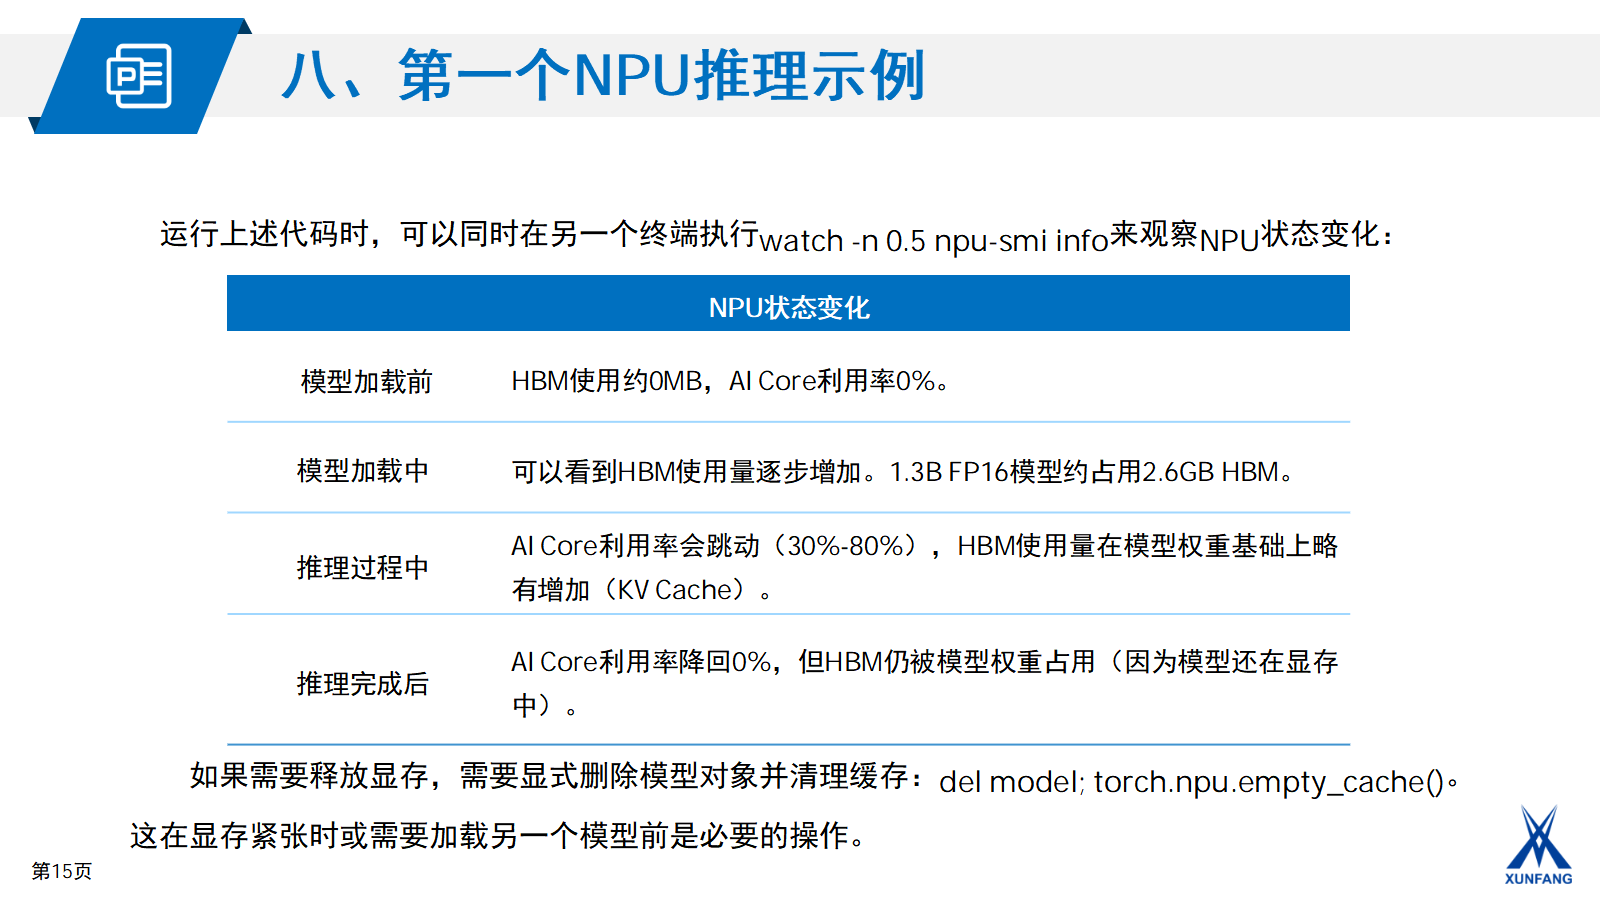 八、第一个NPU推理示例
运行上述代码时，可以同时在另一个终端执行watch -n 0.5 npu-smi info来观察NPU状态变化：
NPU状态变化
模型加载前
HBM使用约0MB，AI Core利用率0%。
模型加载中
可以看到HBM使用量逐步增加。1.3B FP16模型约占用2.6GB HBM。
推理过程中
AI Core利用率会跳动（30%-80%），HBM使用量在模型权重基础上略
有增加（KV Cache）。
推理完成后
AI Core利用率降回0%，但HBM仍被模型权重占用（因为模型还在显存
中）。
如果需要释放显存，需要显式删除模型对象并清理缓存：del model; torch.npu.empty_cache()。
这在显存紧张时或需要加载另一个模型前是必要的操作。
第15页
XUNFANG